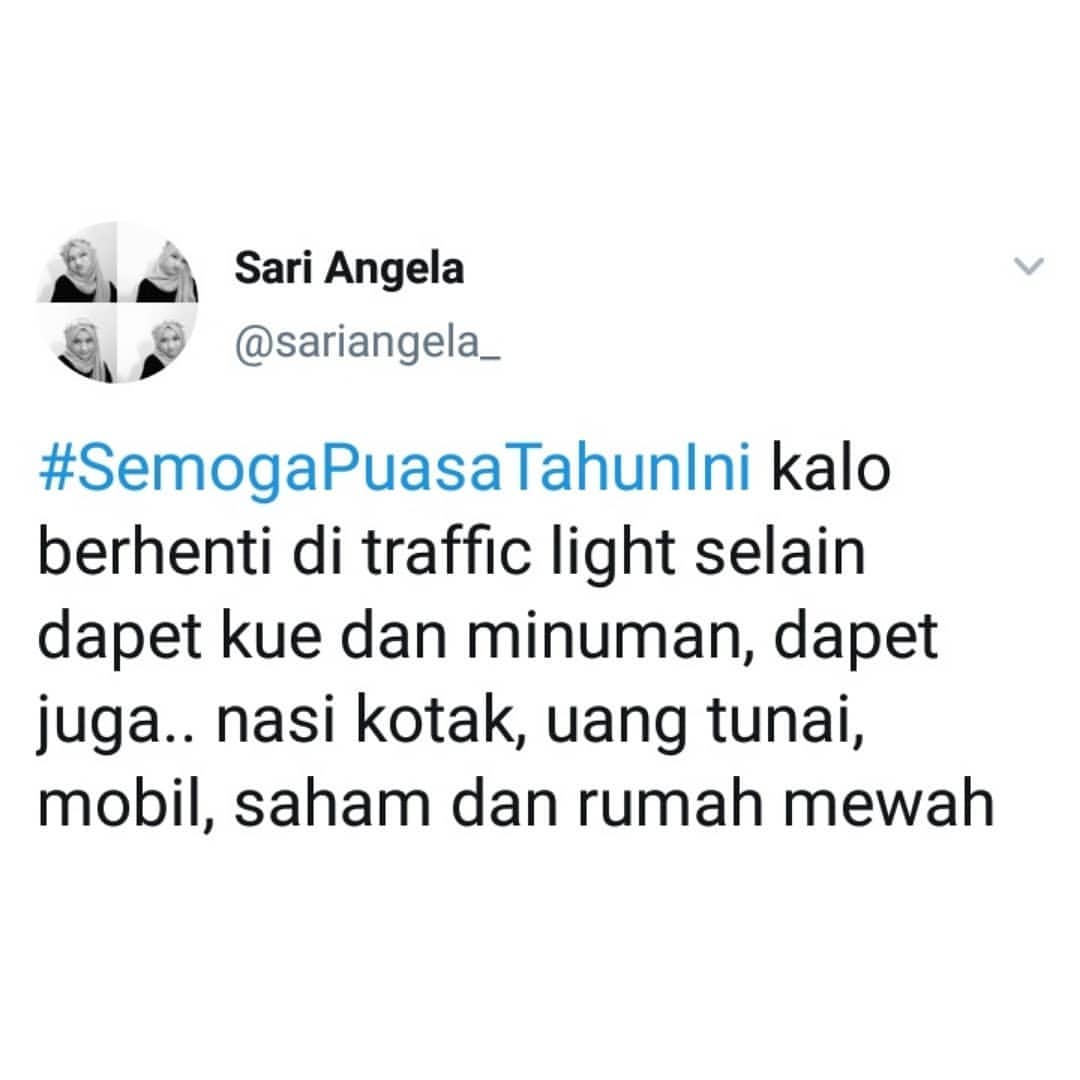 Sari Angela
@sariangela_
#SemogaPuasaTahunIni kalo
berhenti di traffic light selain
dapet kue dan minuman, dapet
juga.. nasi kotak, uang tunai,
mobil, saham dan rumah mewah